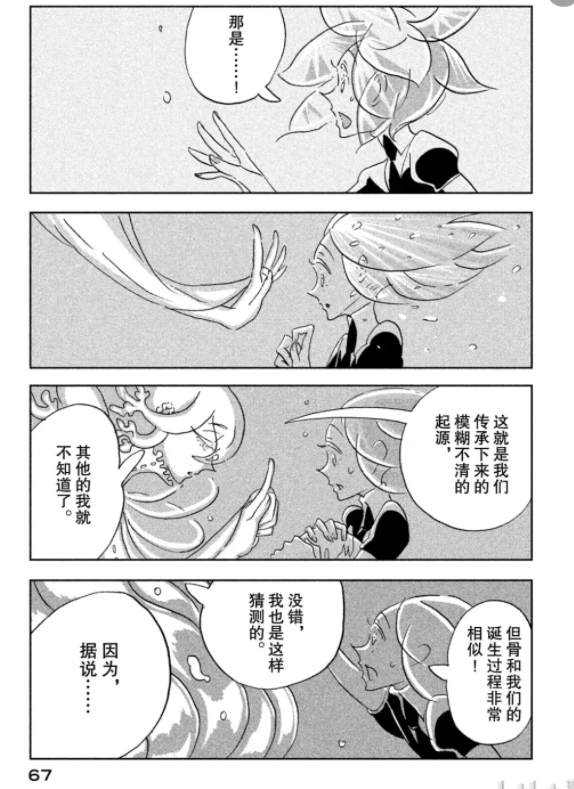 那是
……！
这就是我们
传承下来的
模糊不清的
起源，
其他的我就
不知道了。
但骨和我们的
诞生过程非常
相似！
没错，
我也是这样
猜测的。
因为，
据说……
67